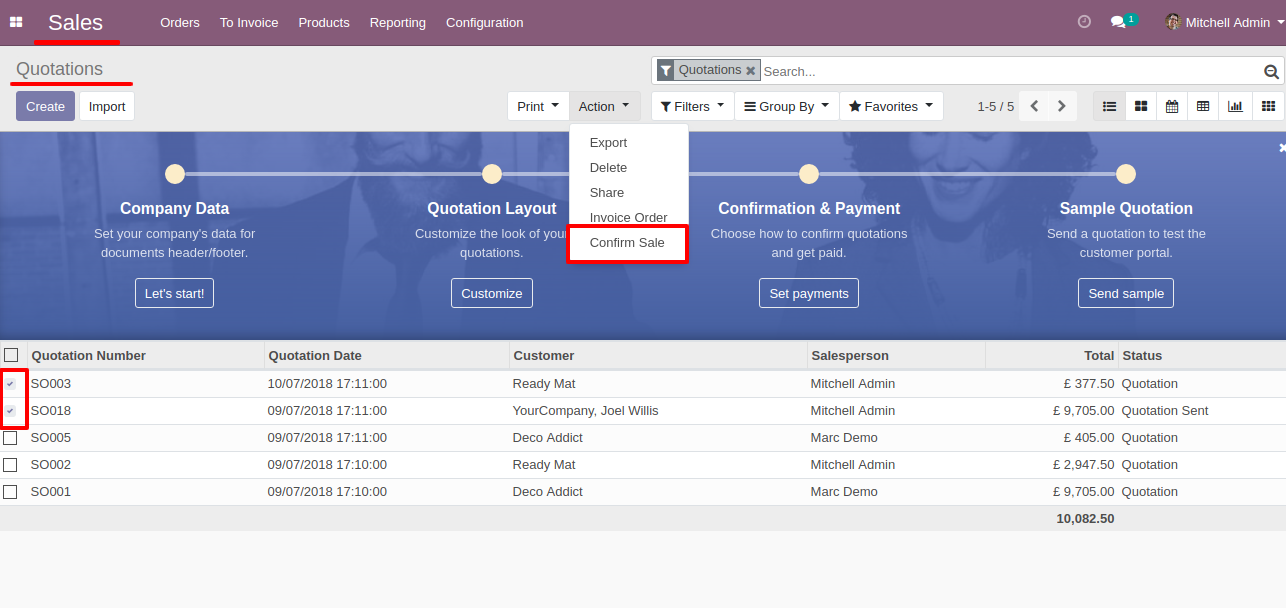 Sales Orders To Invoice Products Reporting Configuration 1 Mitchell Admin
Quotations Quotations Search...
Create Import Print Action Filters Group By Favorites 1-5 / 5
Export
Delete
Share
Invoice Order
Confirm Sale
Company Data Quotation Layout Confirmation & Payment Sample Quotation
Set your company's data for Customize the look of your Choose how to confirm quotations Send a quotation to test the
documents header/footer. quotations. and get paid. customer portal.
Let's start! Customize Set payments Send sample
Quotation Number Quotation Date Customer Salesperson Total Status
SO003 10/07/2018 17:11:00 Ready Mat Mitchell Admin £ 377.50 Quotation
SO018 09/07/2018 17:11:00 YourCompany, Joel Willis Mitchell Admin £ 9,705.00 Quotation Sent
SO005 09/07/2018 17:11:00 Deco Addict Marc Demo £ 405.00 Quotation
SO002 09/07/2018 17:10:00 Ready Mat Mitchell Admin £ 2,947.50 Quotation
SO001 09/07/2018 17:10:00 Deco Addict Marc Demo £ 9,705.00 Quotation
10,082.50